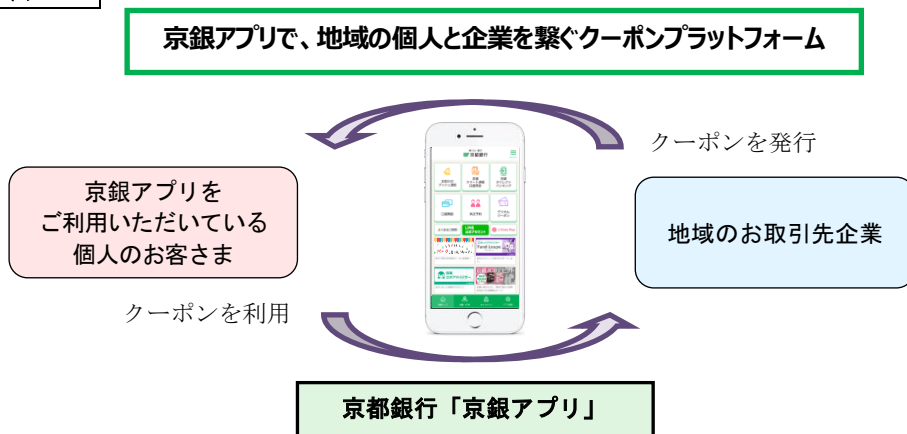 京銀アプリで、地域の個人と企業を繋ぐクーポンプラットフォーム
クーポンを発行
京都銀行
京銀アプリを
ご利用いただいている
個人のお客さま
地域のお取引先企業
クーポンを利用
京都銀行「京銀アプリ」